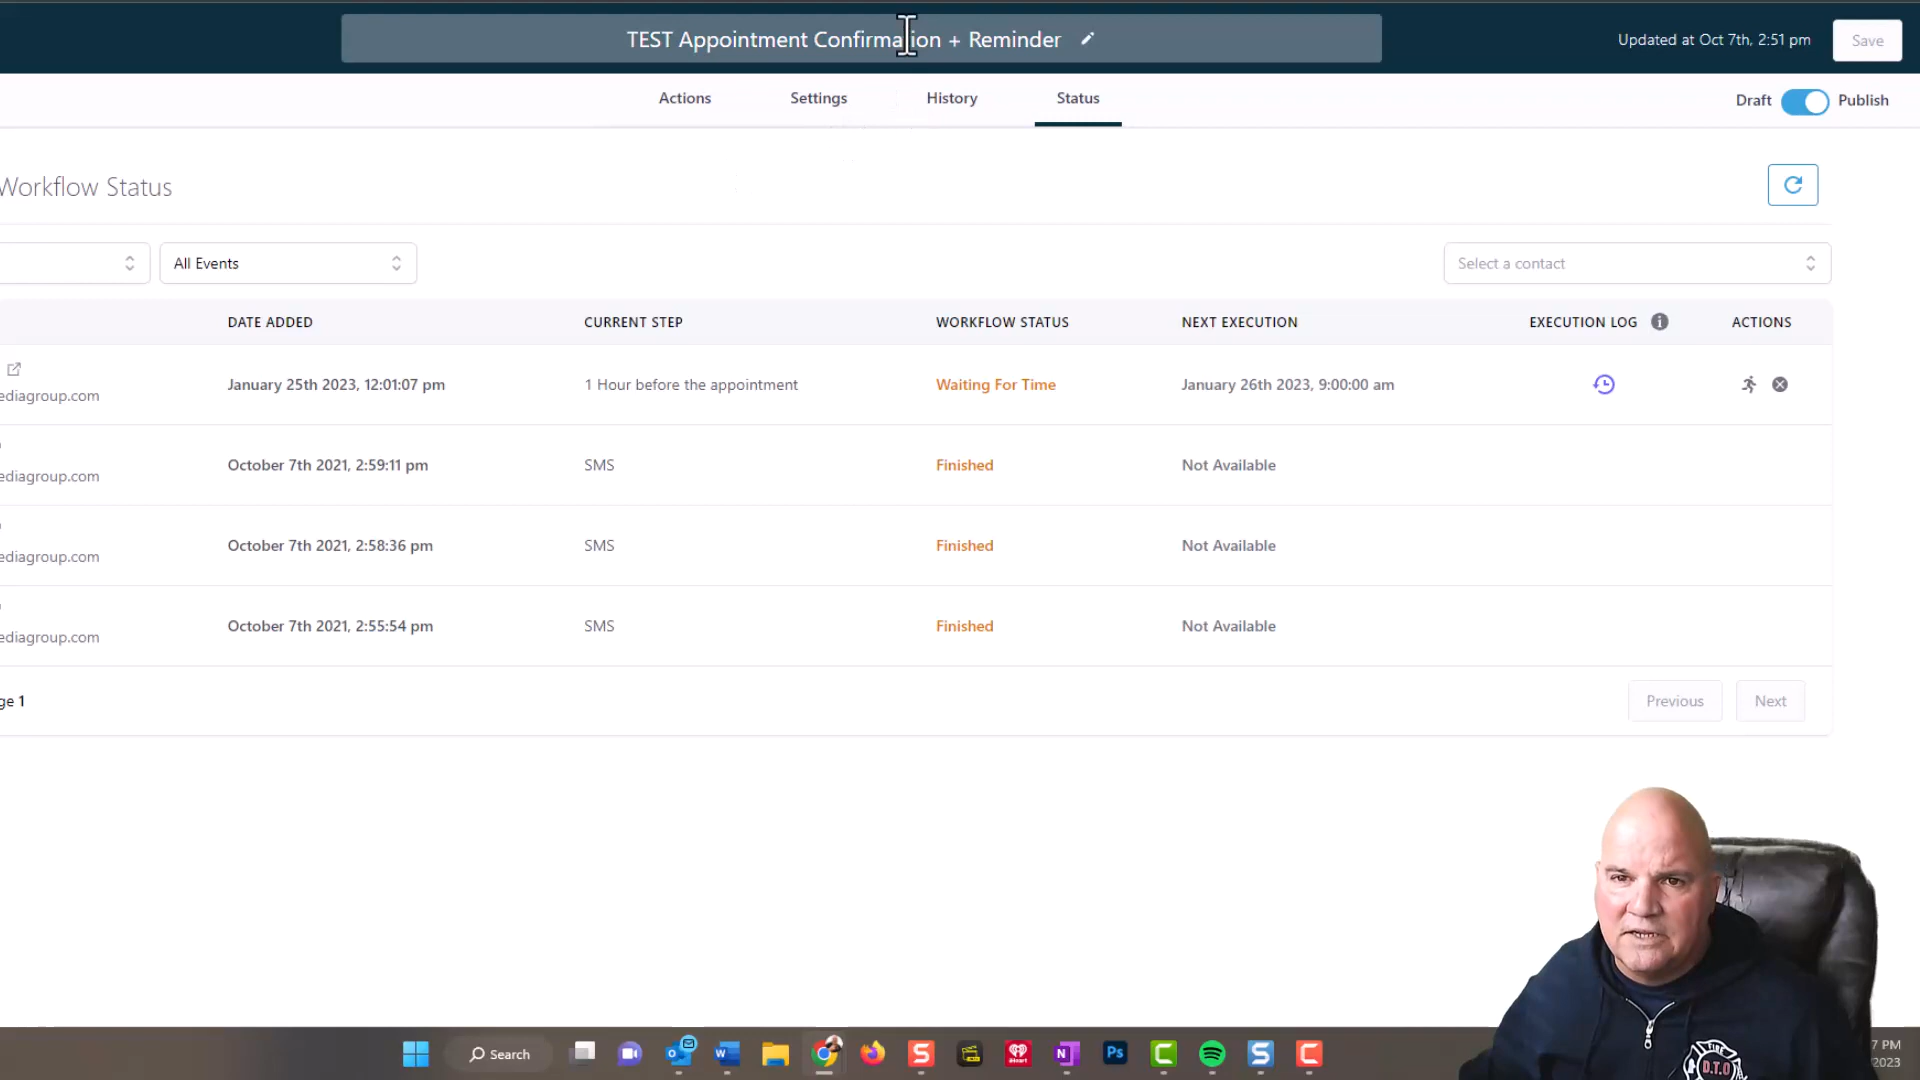 TEST Appointment Confirmation + Reminder
Updated at Oct 7th, 2:51 pm
Save
Actions Settings History Status
Draft Publish
Workflow Status
All Events
Select a contact
DATE ADDED CURRENT STEP WORKFLOW STATUS NEXT EXECUTION EXECUTION LOG ACTIONS
January 25th 2023, 12:01:07 pm 1 Hour before the appointment Waiting For Time January 26th 2023, 9:00:00 am
ediagroup.com
October 7th 2021, 2:59:11 pm SMS Finished Not Available
ediagroup.com
October 7th 2021, 2:58:36 pm SMS Finished Not Available
ediagroup.com
October 7th 2021, 2:55:54 pm SMS Finished Not Available
ediagroup.com
ge 1
Previous Next
Search
7 PM
2023
FIRE
D.T.O